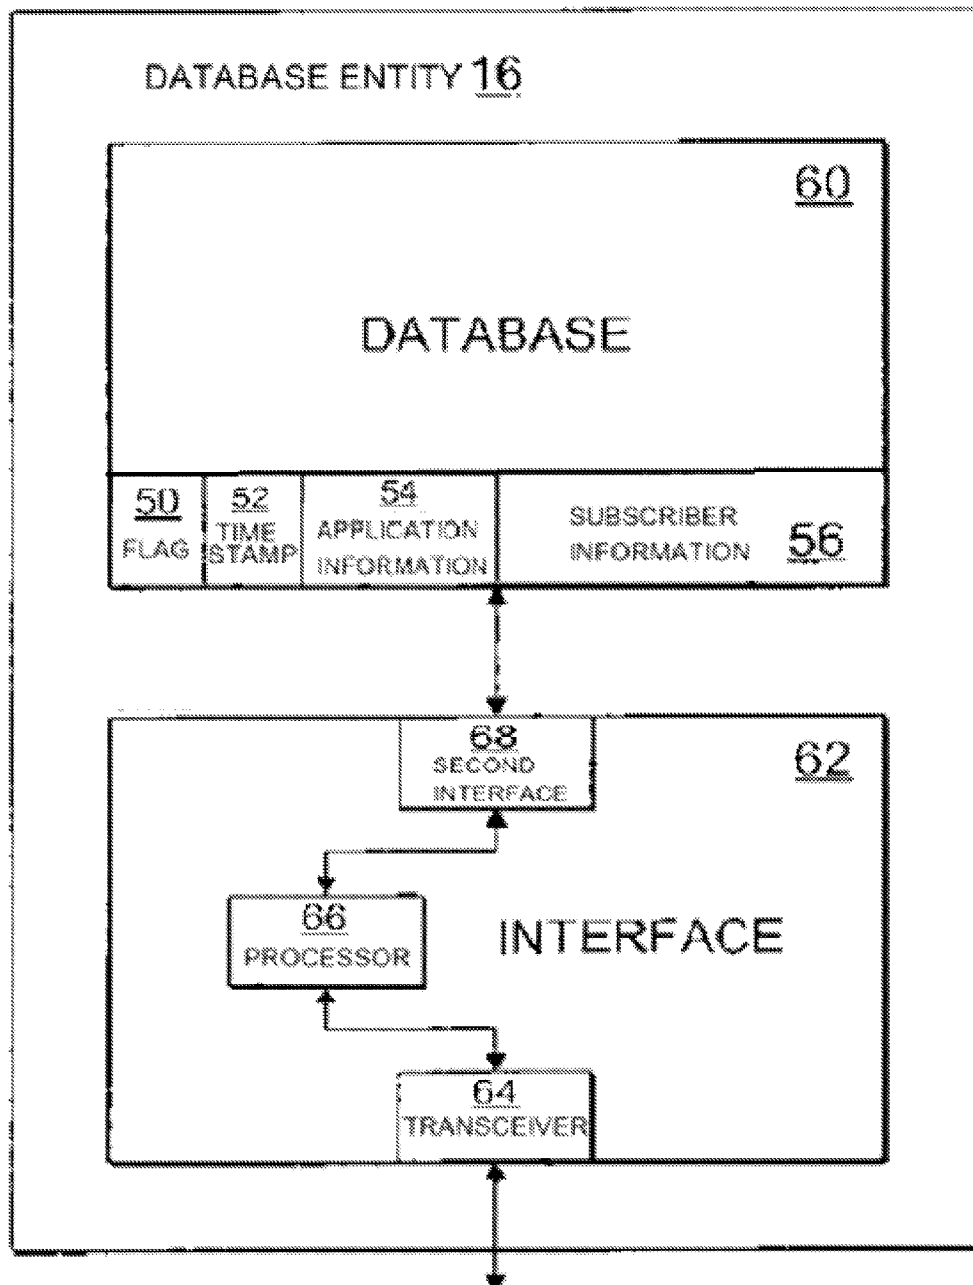 DATABASE ENTITY 16
60
DATABASE
50
FLAG
52
TIME
STAMP
54
APPLICATION
INFORMATION
SUBSCRIBER
INFORMATION
56
68
SECOND
INTERFACE
62
66
PROCESSOR
INTERFACE
64
TRANSCEIVER